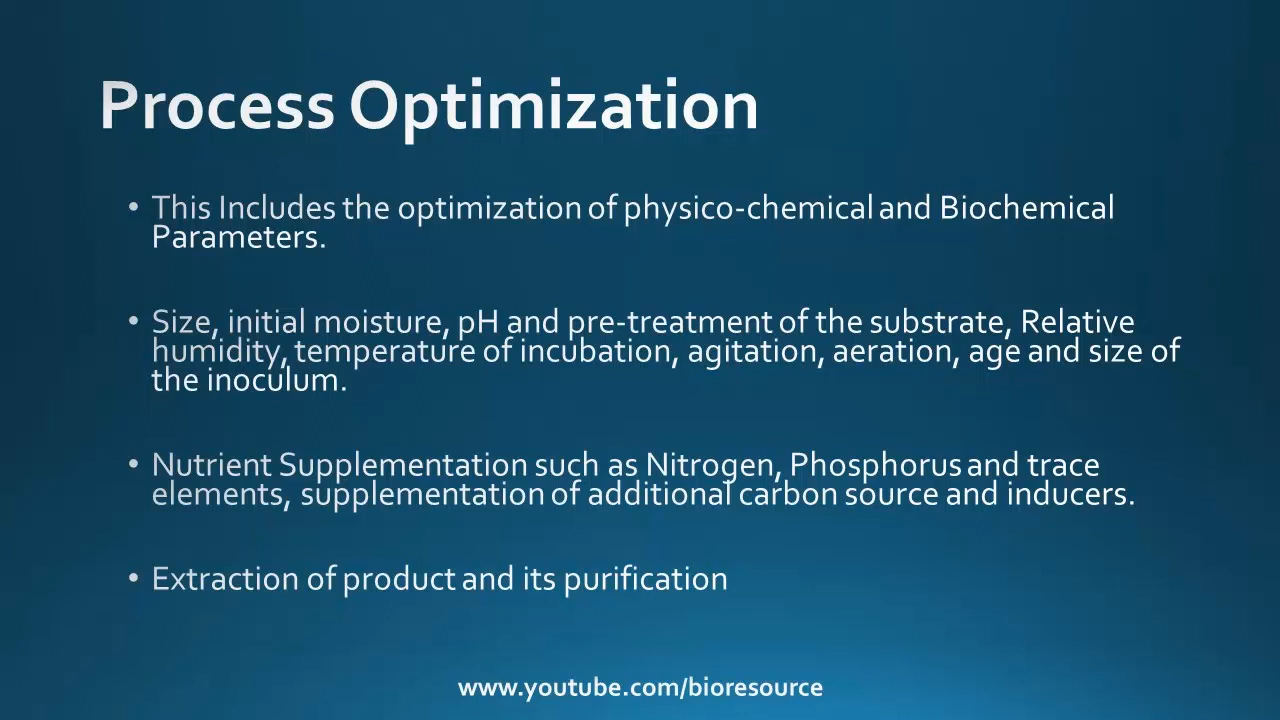 Process Optimization
• This Includes the optimization of physico-chemical and Biochemical
Parameters.
• Size, initial moisture, pH and pre-treatment of the substrate, Relative
humidity, temperature of incubation, agitation, aeration, age and size of
the inoculum.
• Nutrient Supplementation such as Nitrogen, Phosphorus and trace
elements, supplementation of additional carbon source and inducers.
• Extraction of product and its purification
www.youtube.com/bioresource